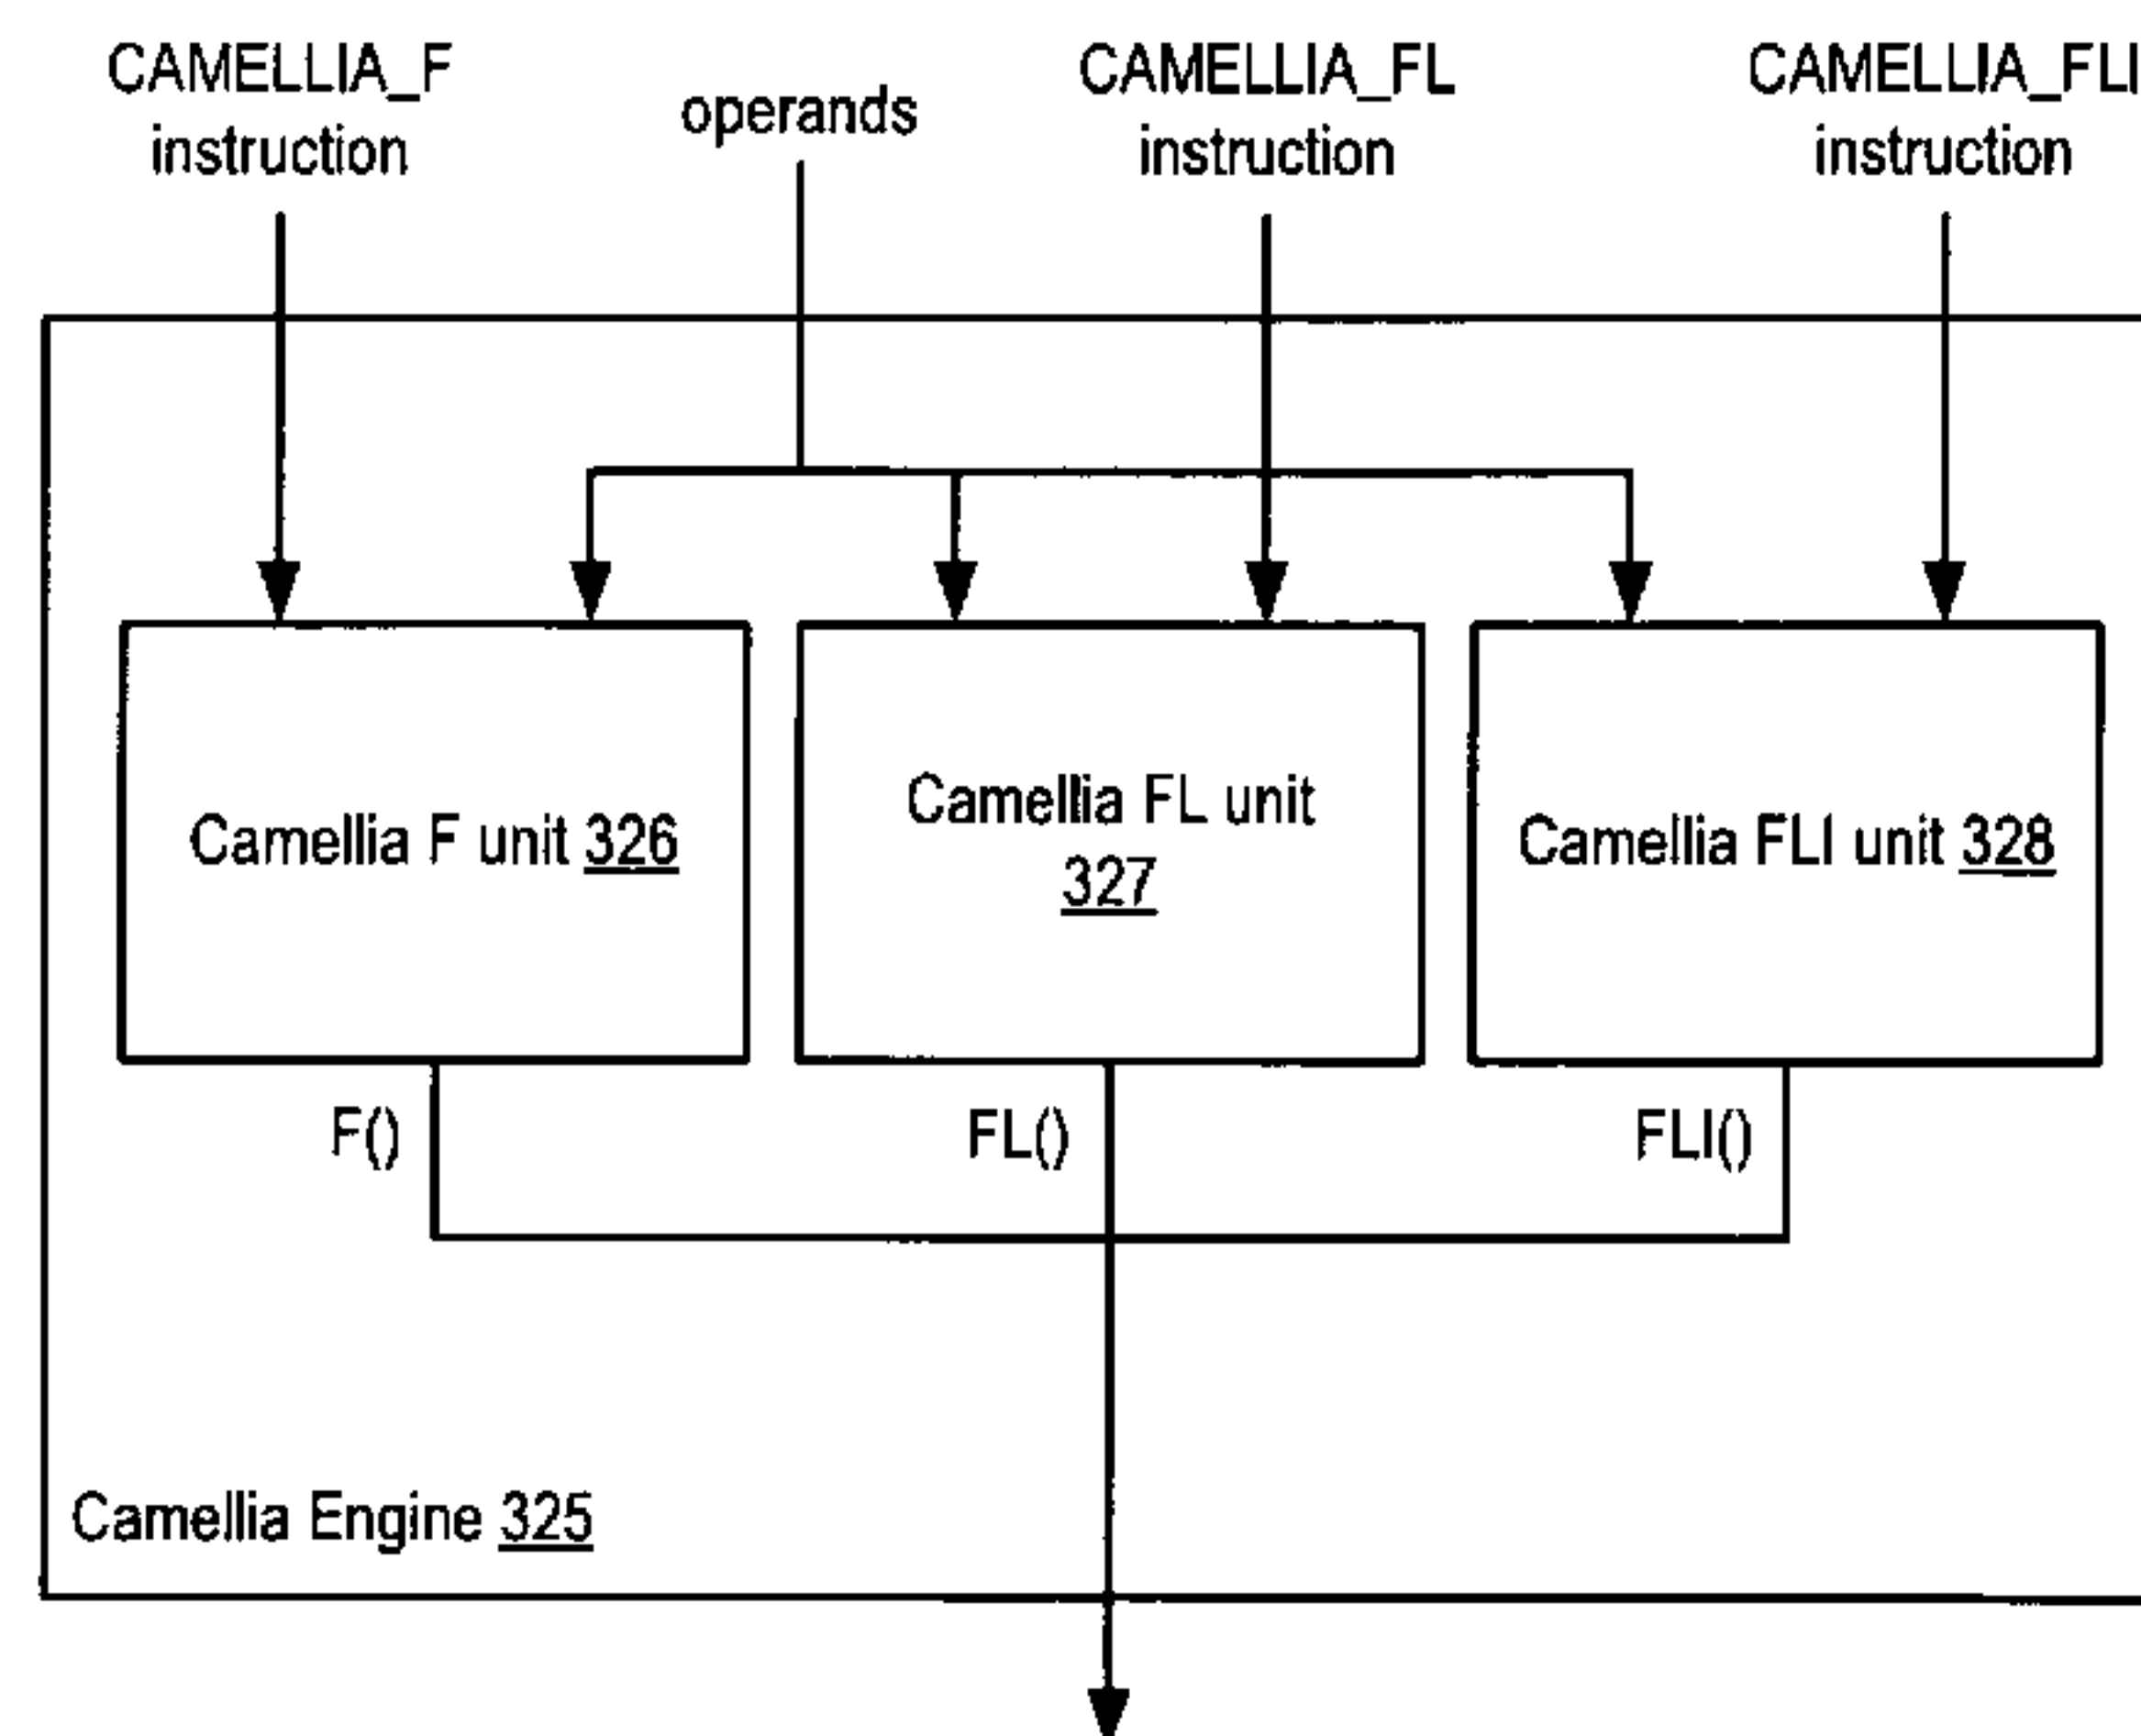 CAMELLIA_F
instruction
operands
CAMELLIA_FL
instruction
CAMELLIA_FLI
instruction
Camellia F unit 326
Camellia FL unit
327
Camellia FLI unit 328
F()
FL()
FLI()
Camellia Engine 325